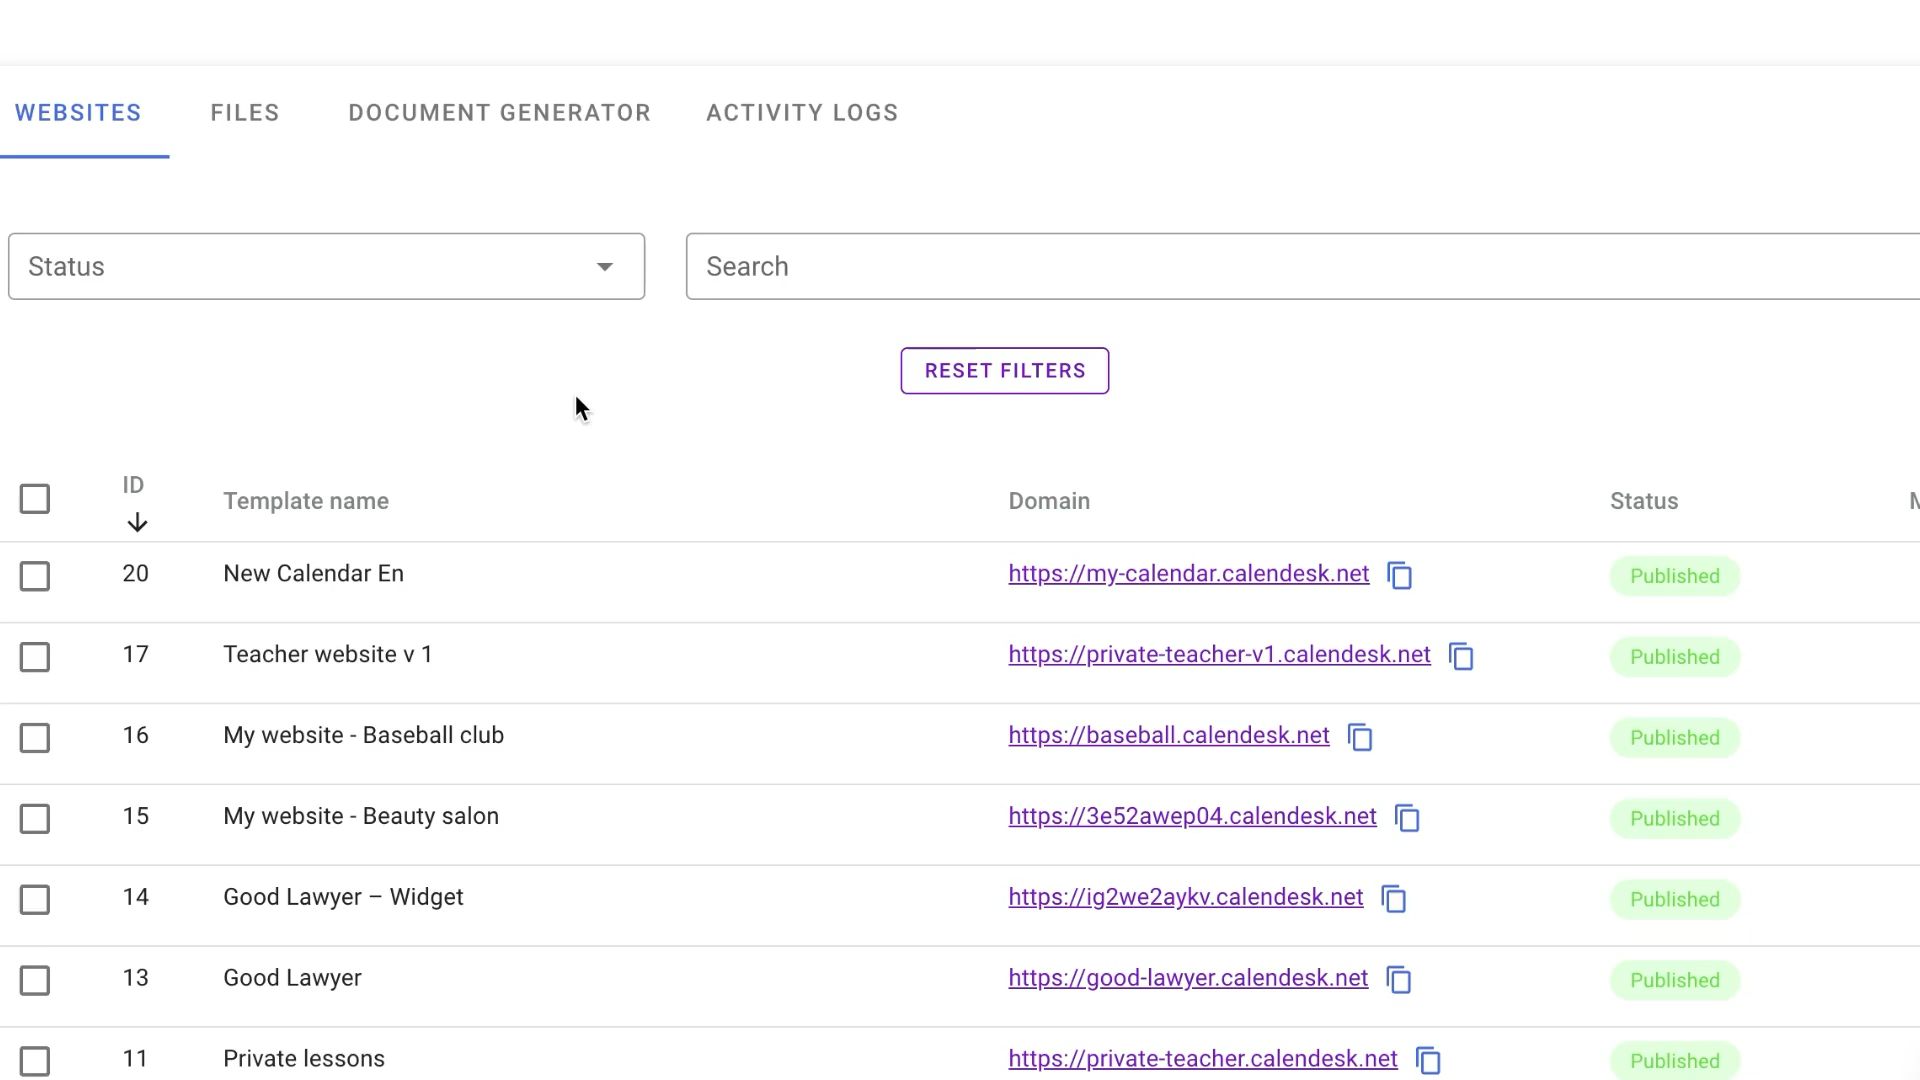 WEBSITES FILES DOCUMENT GENERATOR ACTIVITY LOGS
Status Search
RESET FILTERS
ID Template name Domain Status
20 New Calendar En https://my-calendar.calendesk.net Published
17 Teacher website v 1 https://private-teacher-v1.calendesk.net Published
16 My website - Baseball club https://baseball.calendesk.net Published
15 My website - Beauty salon https://3e52awep04.calendesk.net Published
14 Good Lawyer – Widget https://ig2we2aykv.calendesk.net Published
13 Good Lawyer https://good-lawyer.calendesk.net Published
11 Private lessons https://private-teacher.calendesk.net Published